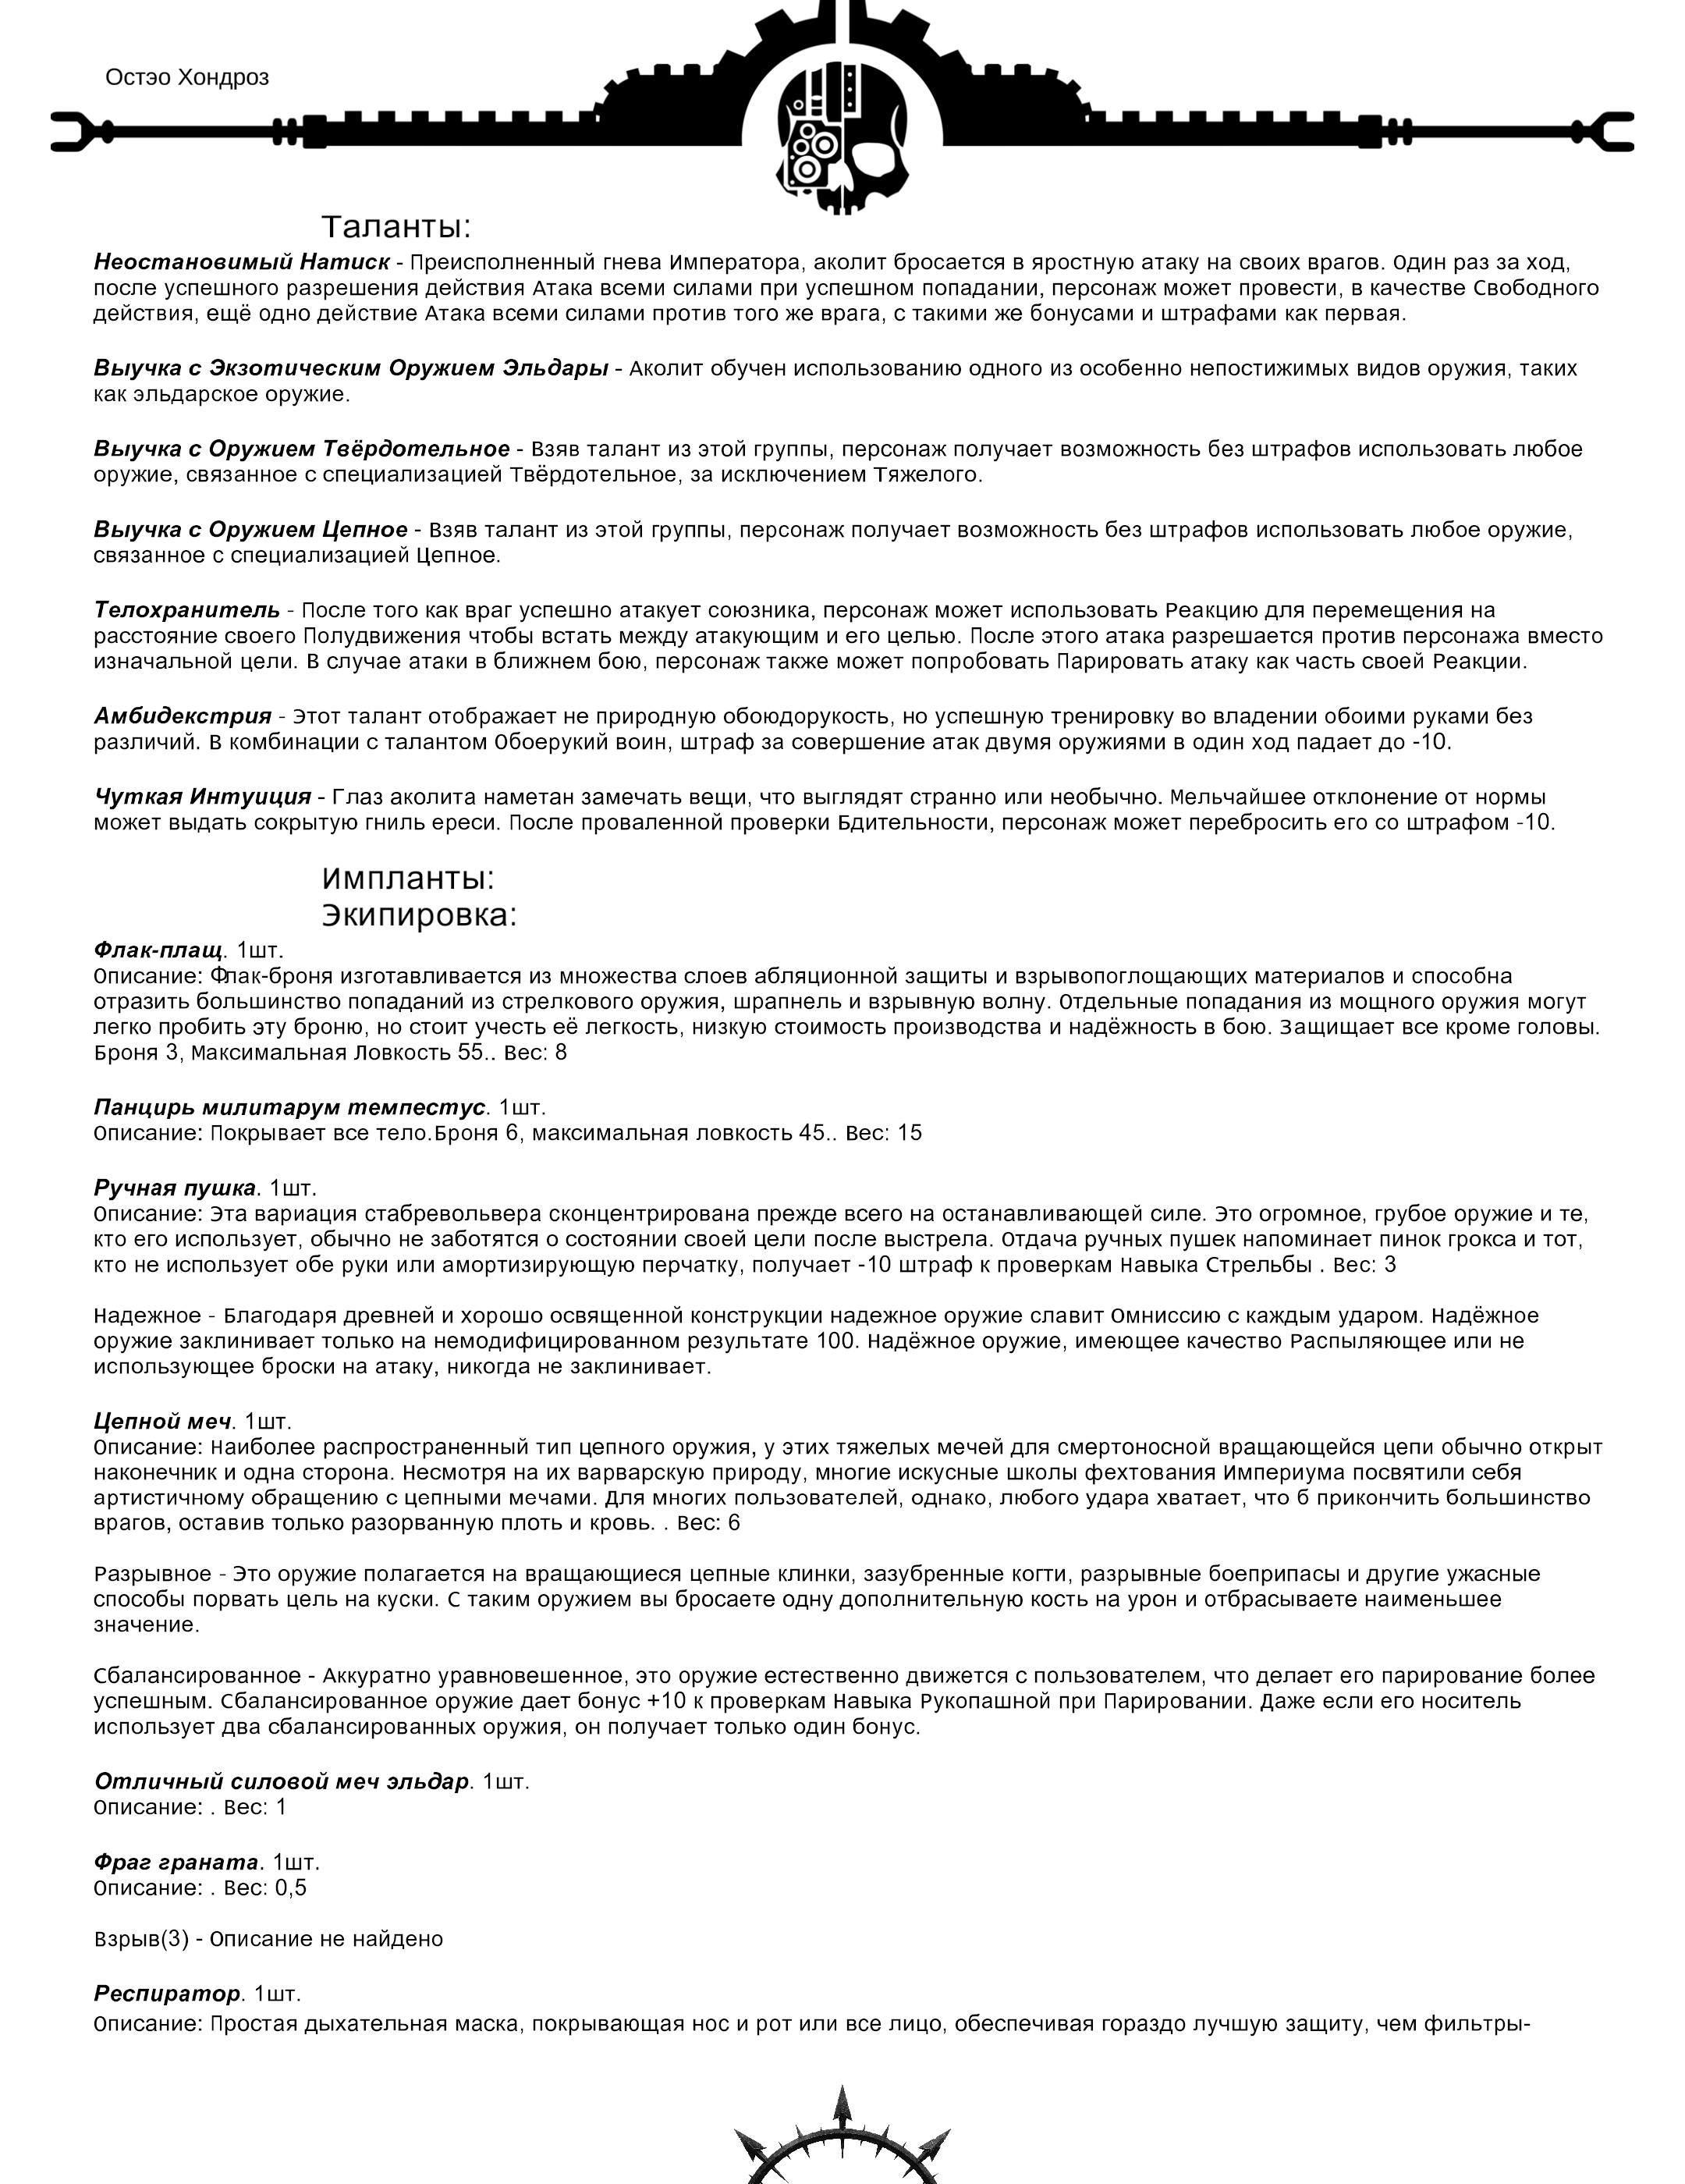 Остэо Хондроз
Таланты:
Неостановимый Натиск - Преисполненный гнева Императора, аколит бросается в яростную атаку на своих врагов. Один раз за ход,
после успешного разрешения действия Атака всеми силами при успешном попадании, персонаж может провести, в качестве Свободного
действия, ещё одно действие Атака всеми силами против того же врага, с такими же бонусами и штрафами как первая.
Выучка с Экзотическим Оружием Эльдары - Аколит обучен использованию одного из особенно непостижимых видов оружия, таких
как эльдарское оружие.
Выучка с Оружием Твёрдотельное - Взяв талант из этой группы, персонаж получает возможность без штрафов использовать любое
оружие, связанное с специализацией Твёрдотельное, за исключением Тяжелого.
Выучка с Оружием Цепное - Взяв талант из этой группы, персонаж получает возможность без штрафов использовать любое оружие,
связанное с специализацией Цепное.
Телохранитель - После того как враг успешно атакует союзника, персонаж может использовать Реакцию для перемещения на
расстояние своего Полудвижения чтобы встать между атакующим и его целью. После этого атака разрешается против персонажа вместо
изначальной цели. В случае атаки в ближнем бою, персонаж также может попробовать Парировать атаку как часть своей Реакции.
Амбидекстрия - Этот талант отображает не природную обоюдорукость, но успешную тренировку во владении обоими руками без
различий. В комбинации с талантом Обоерукий воин, штраф за совершение атак двумя оружиями в один ход падает до -10.
Чуткая Интуиция - Глаз аколита наметан замечать вещи, что выглядят странно или необычно. Мельчайшее отклонение от нормы
может выдать сокрытую гниль ереси. После проваленной проверки Бдительности, персонаж может перебросить его со штрафом -10.
Импланты:
Экипировка:
Флак-плащ. 1шт.
Описание: Флак-броня изготавливается из множества слоев абляционной защиты и взрывопоглощающих материалов и способна
отразить большинство попаданий из стрелкового оружия, шрапнель и взрывную волну. Отдельные попадания из мощного оружия могут
легко пробить эту броню, но стоит учесть её легкость, низкую стоимость производства и надёжность в бою. Защищает все кроме головы.
Броня 3, Максимальная Ловкость 55.. Вес: 8
Панцирь милитарум темпестус. 1шт.
Описание: Покрывает все тело.Броня 6, максимальная ловкость 45.. Вес: 15
Ручная пушка. 1шт.
Описание: Эта вариация стабревольвера сконцентрирована прежде всего на останавливающей силе. Это огромное, грубое оружие и те,
кто его использует, обычно не заботятся о состоянии своей цели после выстрела. Отдача ручных пушек напоминает пинок грокса и тот,
кто не использует обе руки или амортизирующую перчатку, получает -10 штраф к проверкам Навыка Стрельбы . Вес: 3
Надежное - Благодаря древней и хорошо освященной конструкции надежное оружие славит Омниссию с каждым ударом. Надёжное
оружие заклинивает только на немодифицированном результате 100. Надёжное оружие, имеющее качество Распыляющее или не
использующее броски на атаку, никогда не заклинивает.
Цепной меч. 1шт.
Описание: Наиболее распространенный тип цепного оружия, у этих тяжелых мечей для смертоносной вращающейся цепи обычно открыт
наконечник и одна сторона. Несмотря на их варварскую природу, многие искусные школы фехтования Империума посвятили себя
артистичному обращению с цепными мечами. Для многих пользователей, однако, любого удара хватает, что б прикончить большинство
врагов, оставив только разорванную плоть и кровь. . Вес: 6
Разрывное - Это оружие полагается на вращающиеся цепные клинки, зазубренные когти, разрывные боеприпасы и другие ужасные
способы порвать цель на куски. С таким оружием вы бросаете одну дополнительную кость на урон и отбрасываете наименьшее
значение.
Сбалансированное - Аккуратно уравновешенное, это оружие естественно движется с пользователем, что делает его парирование более
успешным. Сбалансированное оружие дает бонус +10 к проверкам Навыка Рукопашной при Парировании. Даже если его носитель
использует два сбалансированных оружия, он получает только один бонус.
Отличный силовой меч эльдар. 1шт.
Описание: . Вес: 1
Фраг граната. 1шт.
Описание: . Вес: 0,5
Взрыв(3) - Описание не найдено
Респиратор. 1шт.
Описание: Простая дыхательная маска, покрывающая нос и рот или все лицо, обеспечивая гораздо лучшую защиту, чем фильтры-